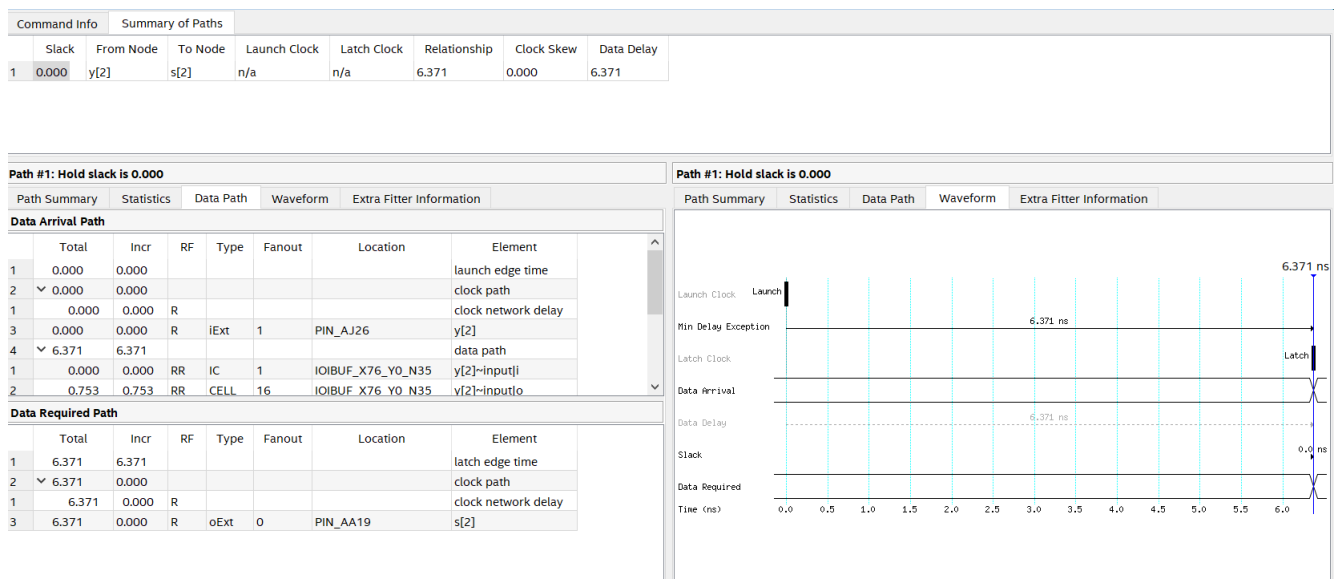 Command Info Summary of Paths
Slack From Node To Node Launch Clock Latch Clock Relationship Clock Skew Data Delay
1 0.000 y[2] s[2] n/a n/a 6.371 0.000 6.371
Path #1: Hold slack is 0.000
Path Summary Statistics Data Path Waveform Extra Fitter Information
Data Arrival Path
Total Incr RF Type Fanout Location Element
1 0.000 0.000 launch edge time
2 0.000 0.000 clock path
1 0.000 0.000 R clock network delay
3 0.000 0.000 R iExt 1 PIN_AJ26 y[2]
4 6.371 6.371 data path
1 0.000 0.000 RR IC 1 IOIBUF_X76_Y0_N35 y[2]~input|i
2 0.753 0.753 RR CELL 16 IOIBUF_X76_Y0_N35 y[2]~input|o
Data Required Path
Total Incr RF Type Fanout Location Element
1 6.371 6.371 latch edge time
2 6.371 0.000 clock path
1 6.371 0.000 R clock network delay
3 6.371 0.000 R oExt 0 PIN_AA19 s[2]
Path #1: Hold slack is 0.000
Path Summary Statistics Data Path Waveform Extra Fitter Information
6.371 ns
Launch Clock Launch
Min Delay Exception 6.371 ns
Latch Clock Latch
Data Arrival
Data Delay 6.371 ns
Slack 0.0 ns
Data Required
Time (ns) 0.0 0.5 1.0 1.5 2.0 2.5 3.0 3.5 4.0 4.5 5.0 5.5 6.0